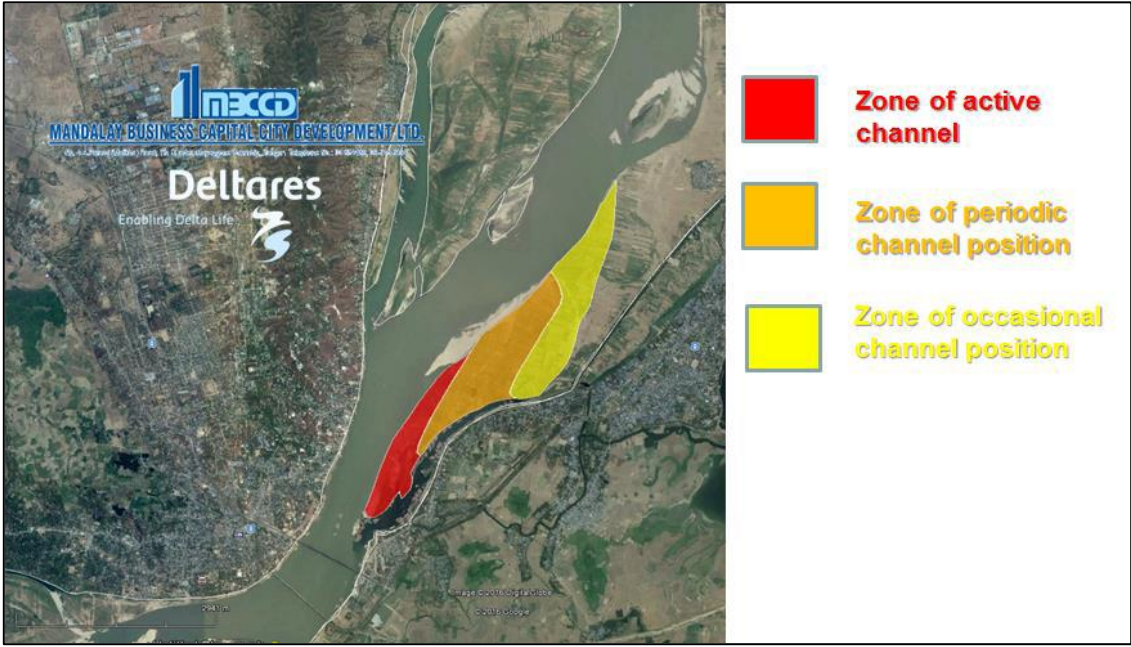 MBCCD
MANDALAY BUSINESS CAPITAL CITY DEVELOPMENT LTD.
Deltares
Enabling Delta Life
Zone of active
channel
Zone of periodic
channel position
Zone of occasional
channel position
Image © 2016 DigitalGlobe
© 2016 Google
2941 m